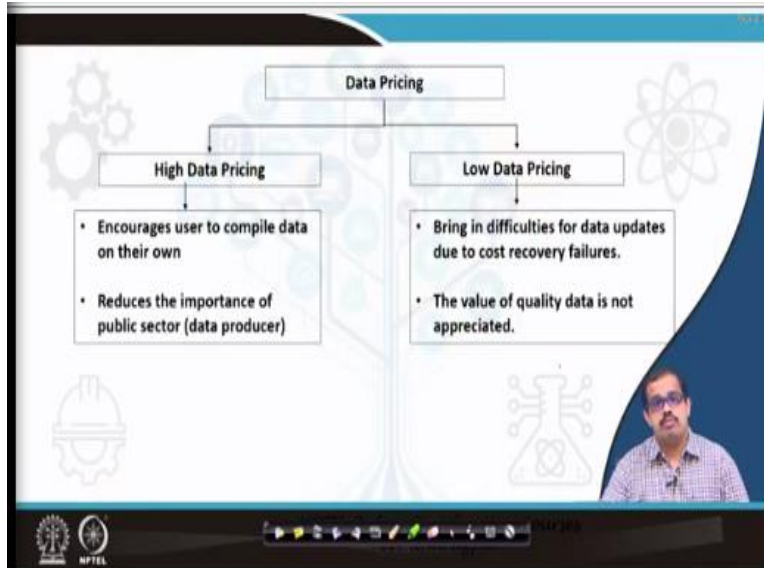 Data Pricing
High Data Pricing
Low Data Pricing
• Encourages user to compile data
on their own
• Reduces the importance of
public sector (data producer)
• Bring in difficulties for data updates
due to cost recovery failures.
• The value of quality data is not
appreciated.
NPTEL